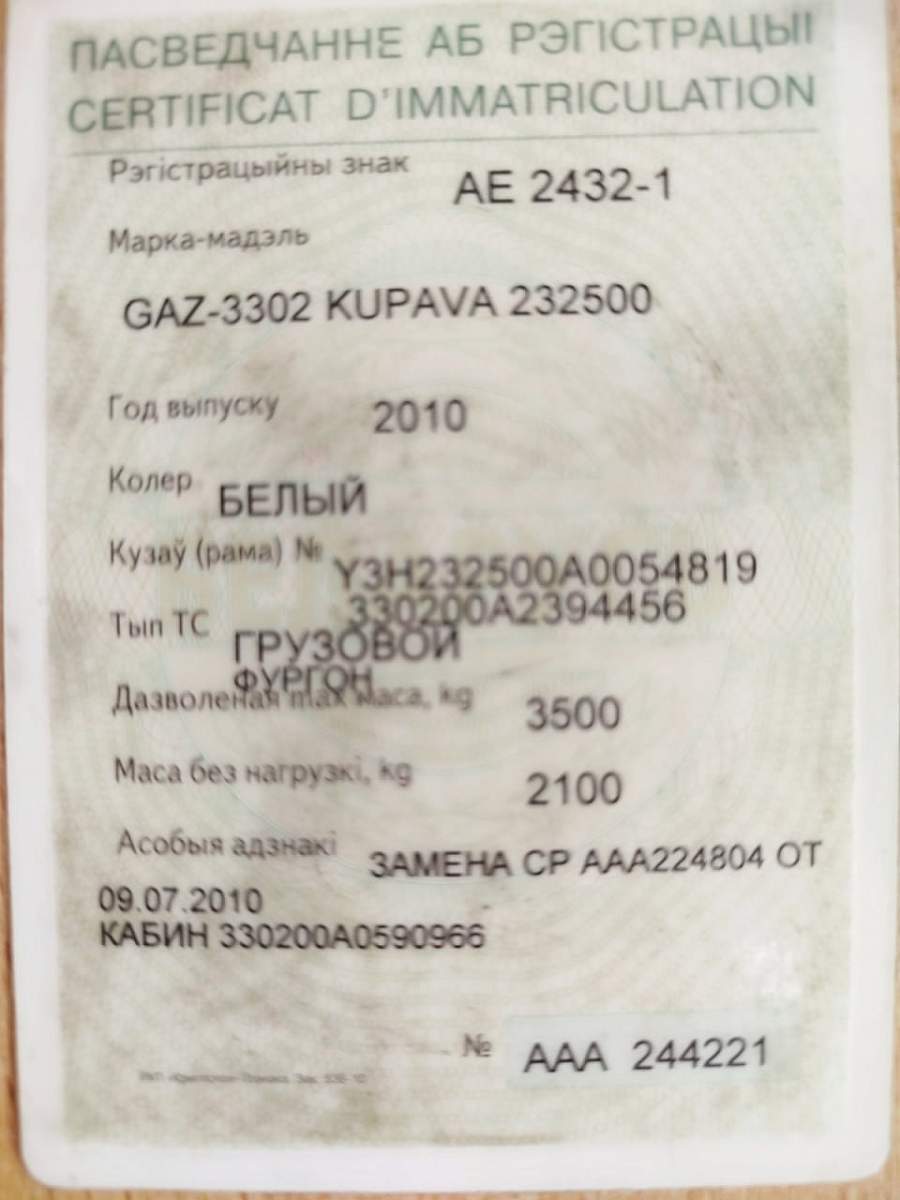 ПАСВЕДЧАННЕ АБ РЭГІСТРАЦЫІ
CERTIFICAT D'IMMATRICULATION
Рэгістрацыйны знак AE 2432-1
Марка-мадэль
GAZ-3302 KUPAVA 232500
Год выпуску 2010
Колер БЕЛЫЙ
Кузаў (рама) № Y3H232500A0054819
330200A2394456
Тып ТС ГРУЗОВОЙ
ФУРГОН
Дазволеная max маса, kg 3500
Маса без нагрузкі, kg 2100
Асобыя адзнакі ЗАМЕНА СР ААА224804 ОТ
09.07.2010
КАБИН 330200А0590966
№ ААА 244221